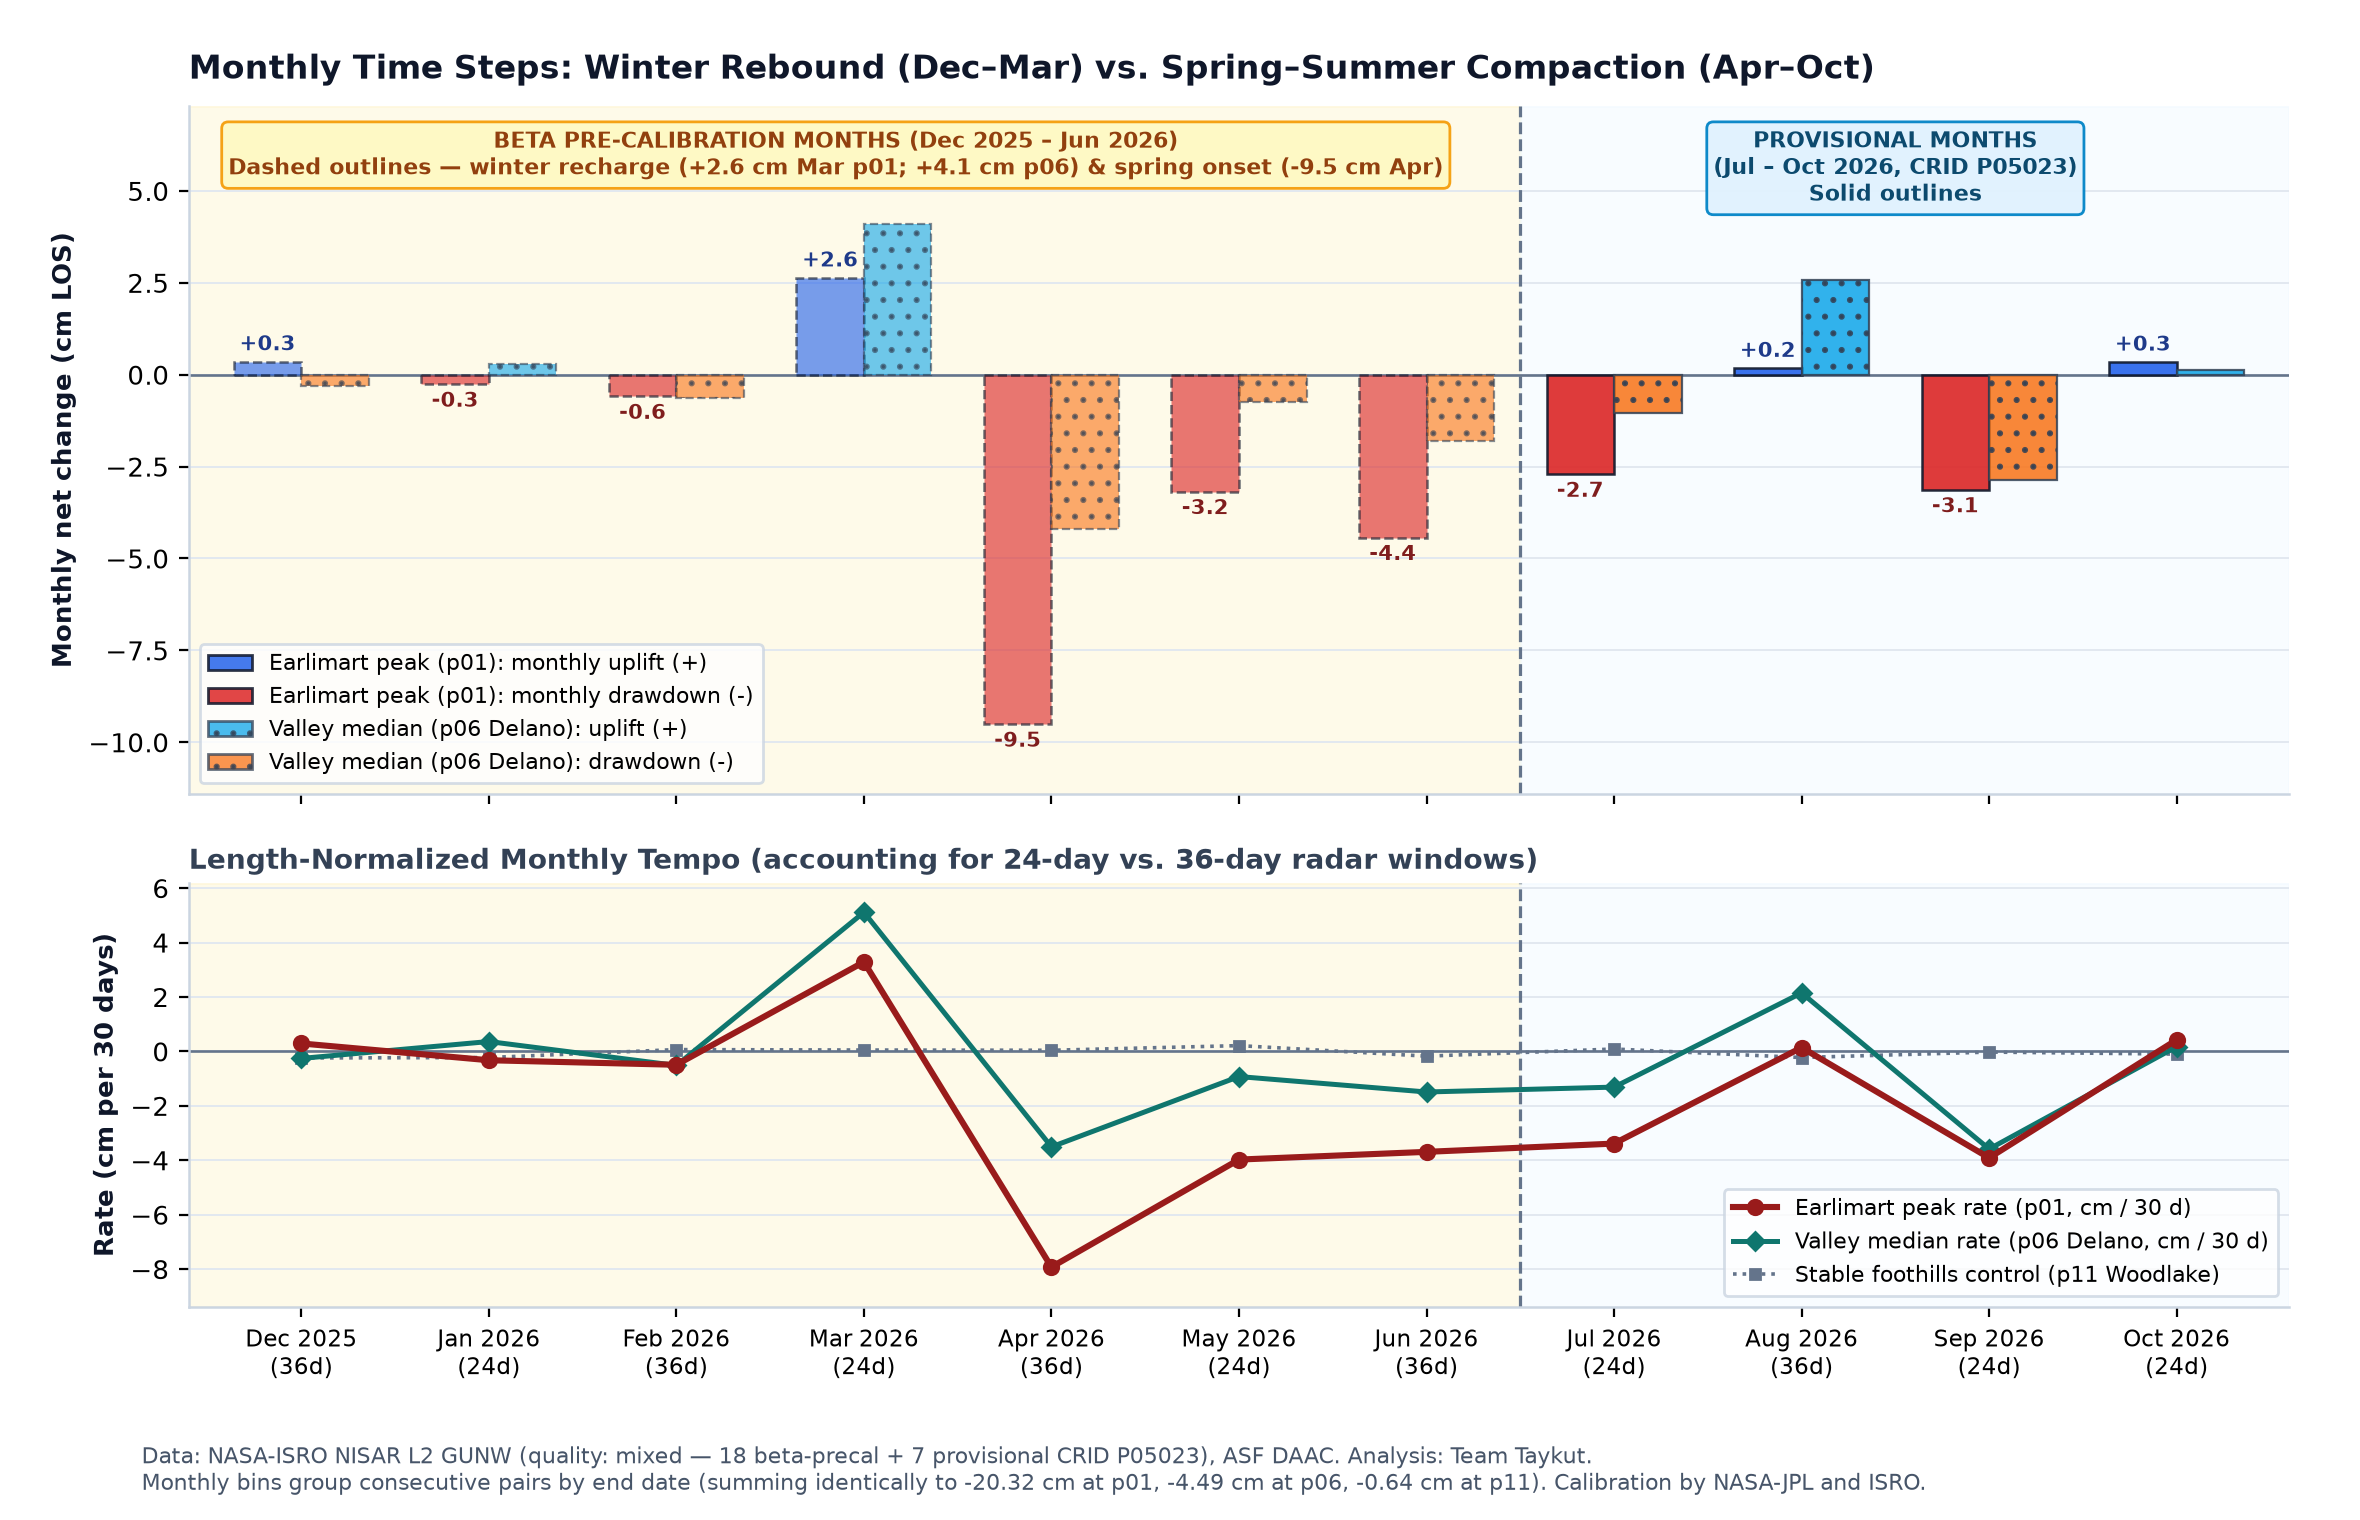 Monthly Time Steps: Winter Rebound (Dec–Mar) vs. Spring–Summer Compaction (Apr–Oct)
BETA PRE-CALIBRATION MONTHS (Dec 2025 – Jun 2026)
Dashed outlines — winter recharge (+2.6 cm Mar p01; +4.1 cm p06) & spring onset (-9.5 cm Apr)
PROVISIONAL MONTHS
(Jul – Oct 2026, CRID P05023)
Solid outlines
Monthly net change (cm LOS)
5.0
2.5
0.0
−2.5
−5.0
−7.5
−10.0
+0.3
-0.3
-0.6
+2.6
-9.5
-3.2
-4.4
-2.7
+0.2
-3.1
+0.3
Earlimart peak (p01): monthly uplift (+)
Earlimart peak (p01): monthly drawdown (-)
Valley median (p06 Delano): uplift (+)
Valley median (p06 Delano): drawdown (-)
Length-Normalized Monthly Tempo (accounting for 24-day vs. 36-day radar windows)
Rate (cm per 30 days)
6
4
2
0
−2
−4
−6
−8
Earlimart peak rate (p01, cm / 30 d)
Valley median rate (p06 Delano, cm / 30 d)
Stable foothills control (p11 Woodlake)
Dec 2025 Jan 2026 Feb 2026 Mar 2026 Apr 2026 May 2026 Jun 2026 Jul 2026 Aug 2026 Sep 2026 Oct 2026
(36d) (24d) (36d) (24d) (36d) (24d) (36d) (24d) (36d) (24d) (24d)
Data: NASA-ISRO NISAR L2 GUNW (quality: mixed — 18 beta-precal + 7 provisional CRID P05023), ASF DAAC. Analysis: Team Taykut.
Monthly bins group consecutive pairs by end date (summing identically to -20.32 cm at p01, -4.49 cm at p06, -0.64 cm at p11). Calibration by NASA-JPL and ISRO.